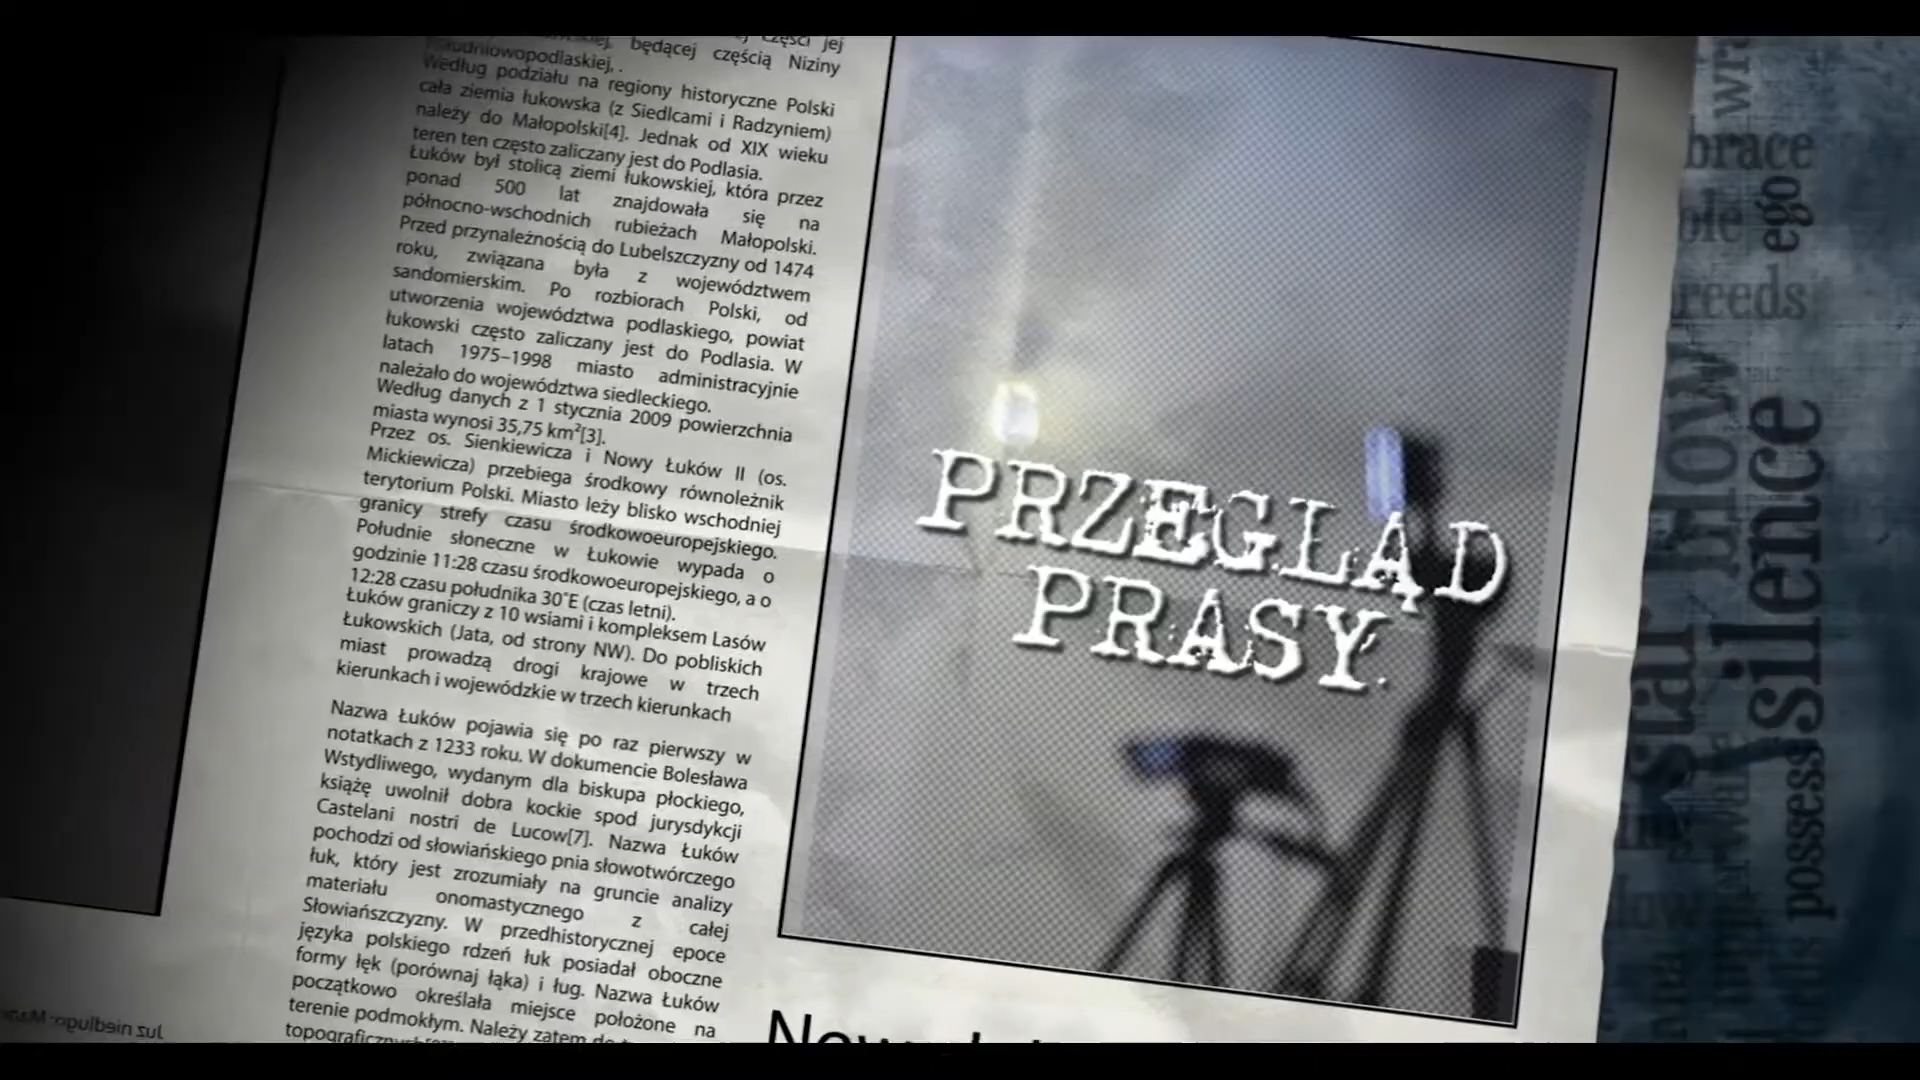 będącej częścią Niziny
Według podziału na regiony historyczne Polski
cała ziemia łukowska (z Siedlcami i Radzyniem)
należy do Małopolski[4]. Jednak od XIX wieku
teren ten często zaliczany jest do Podlasia.
Łuków był stolicą ziemi łukowskiej, która przez
ponad 500 lat znajdowała się na
północno-wschodnich rubieżach Małopolski.
Przed przynależnością do Lubelszczyzny od 1474
roku, związana była z województwem
sandomierskim. Po rozbiorach Polski, od
utworzenia województwa podlaskiego, powiat
łukowski często zaliczany jest do Podlasia. W
latach 1975–1998 miasto administracyjnie
należało do województwa siedleckiego.
Według danych z 1 stycznia 2009 powierzchnia
miasta wynosi 35,75 km²[3].
Przez os. Sienkiewicza i Nowy Łuków II (os.
Mickiewicza) przebiega środkowy równoleżnik
terytorium Polski. Miasto leży blisko wschodniej
granicy strefy czasu środkowoeuropejskiego.
Południe słoneczne w Łukowie wypada o
godzinie 11:28 czasu środkowoeuropejskiego, a o
12:28 czasu południka 30°E (czas letni).
Łuków graniczy z 10 wsiami i kompleksem Lasów
Łukowskich (Jata, od strony NW). Do pobliskich
miast prowadzą drogi krajowe w trzech
kierunkach i wojewódzkie w trzech kierunkach
Nazwa Łuków pojawia się po raz pierwszy w
notatkach z 1233 roku. W dokumencie Bolesława
Wstydliwego, wydanym dla biskupa płockiego,
książę uwolnił dobra kockie spod jurysdykcji
Castelani nostri de Lucow[7]. Nazwa Łuków
pochodzi od słowiańskiego pnia słowotwórczego
łuk, który jest zrozumiały na gruncie analizy
materiału onomastycznego z całej
Słowiańszczyzny. W przedhistorycznej epoce
języka polskiego rdzeń łuk posiadał oboczne
formy łęk (porównaj łąka) i ług. Nazwa Łuków
początkowo określała miejsce położone na
terenie podmokłym. Należy zatem do
PRZEGLĄD
PRASY
ego
silence
possess